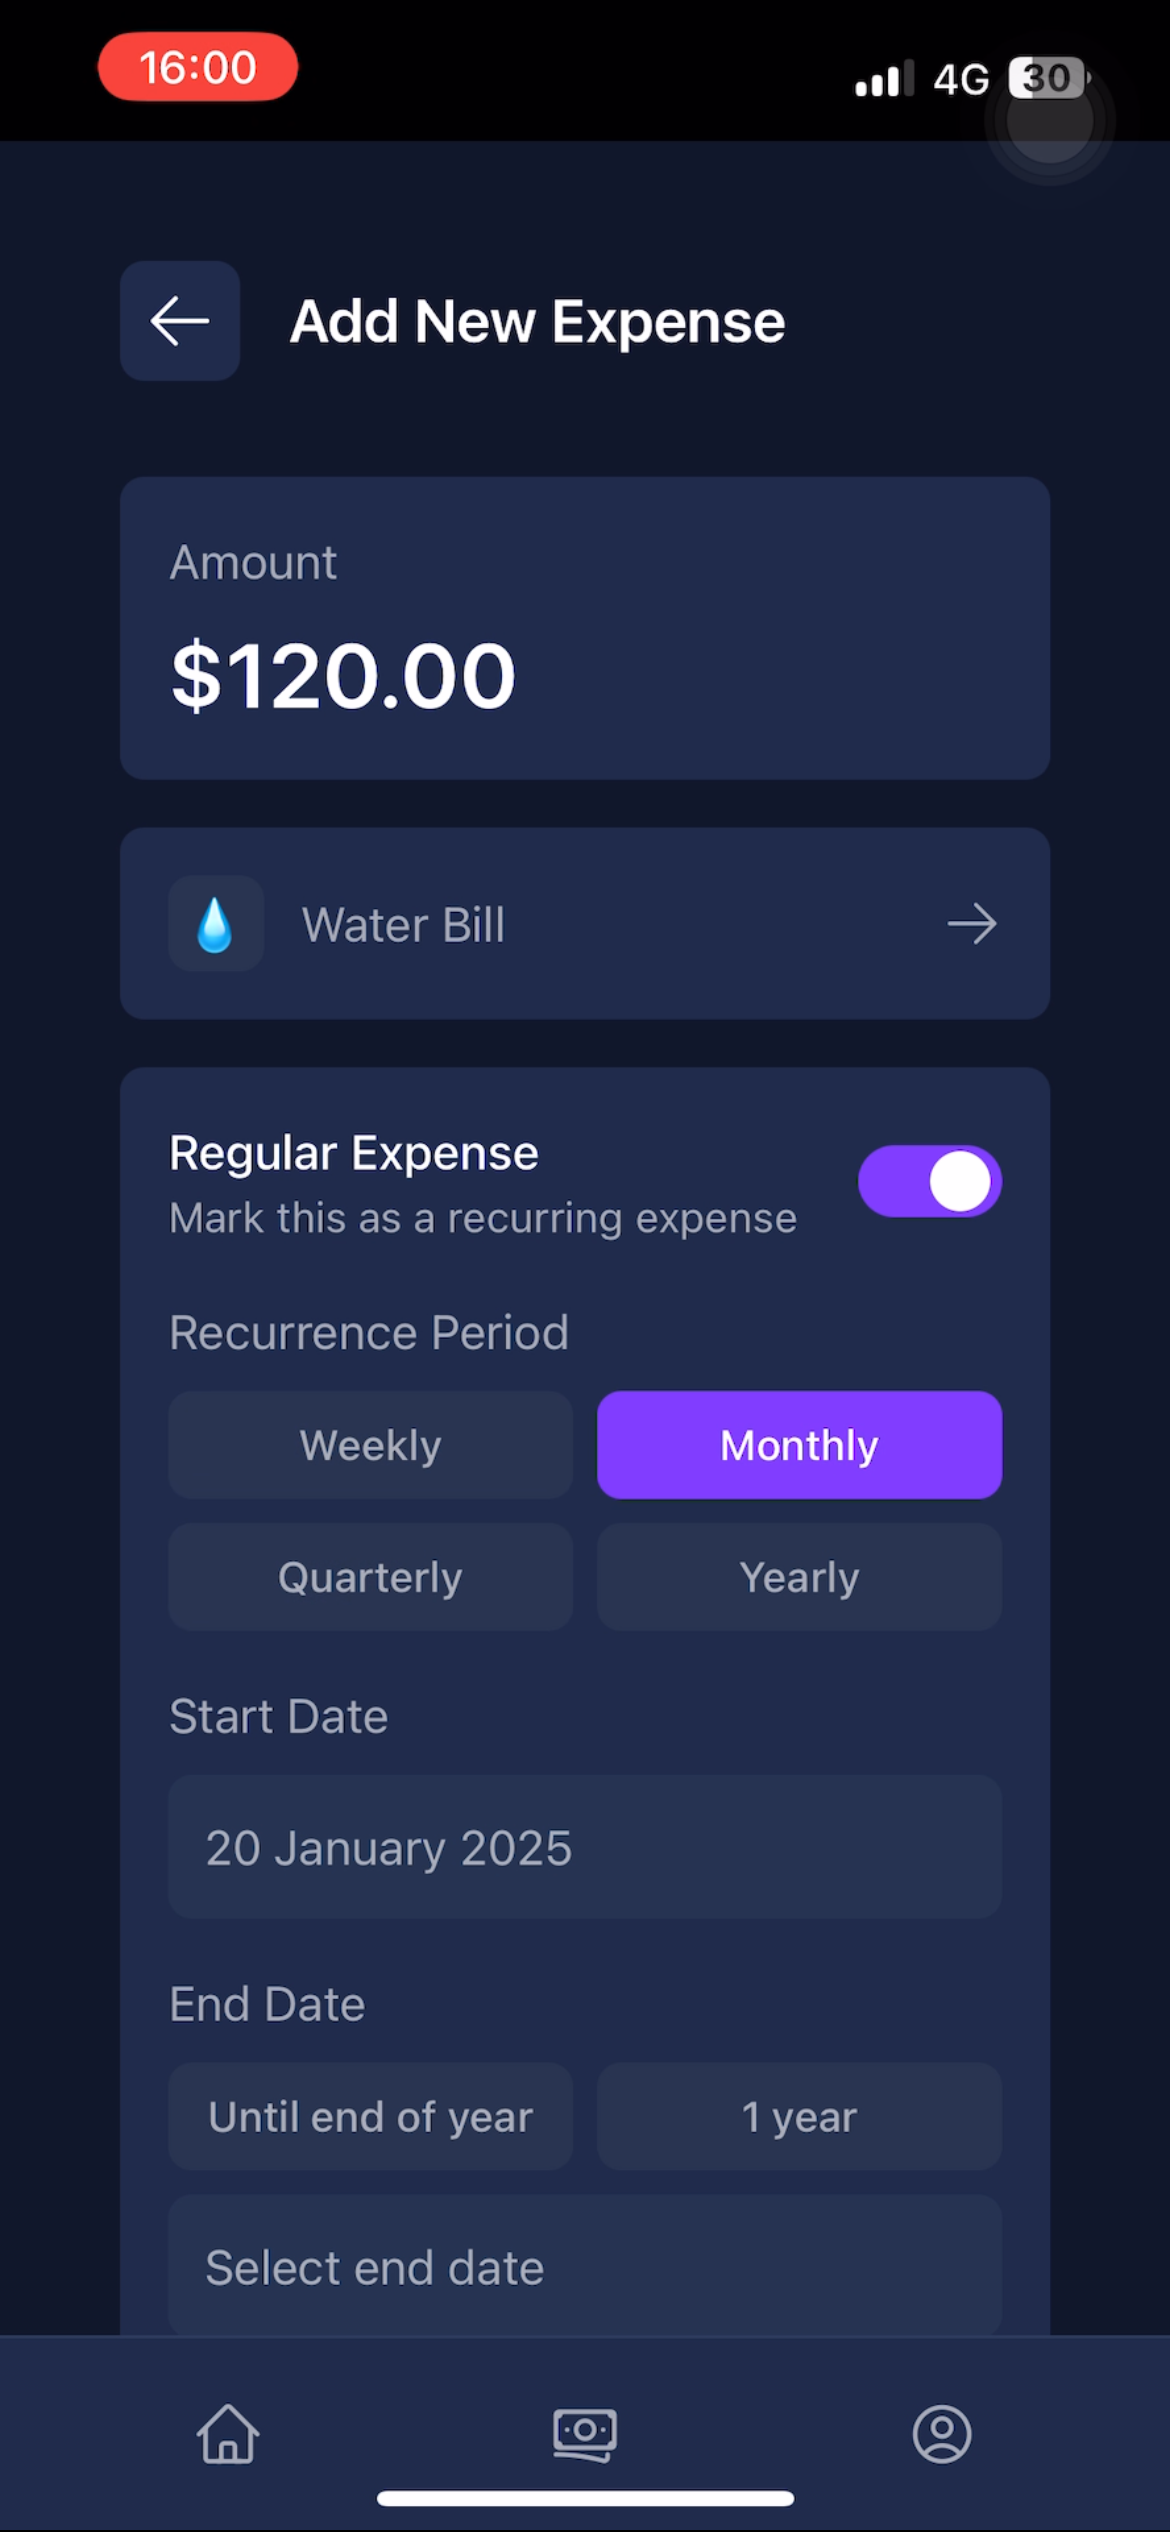 16:00
4G 30
Add New Expense
Amount
$120.00
Water Bill
Regular Expense
Mark this as a recurring expense
Recurrence Period
Weekly
Monthly
Quarterly
Yearly
Start Date
20 January 2025
End Date
Until end of year
1 year
Select end date